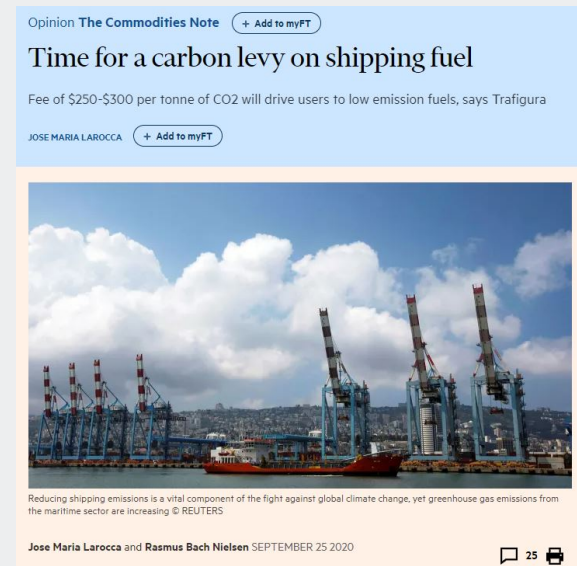 Opinion The Commodities Note + Add to myFT
Time for a carbon levy on shipping fuel
Fee of $250-$300 per tonne of CO2 will drive users to low emission fuels, says Trafigura
JOSE MARIA LAROCCA + Add to myFT
Reducing shipping emissions is a vital component of the fight against global climate change, yet greenhouse gas emissions from
the maritime sector are increasing © REUTERS
Jose Maria Larocca and Rasmus Bach Nielsen SEPTEMBER 25 2020
25